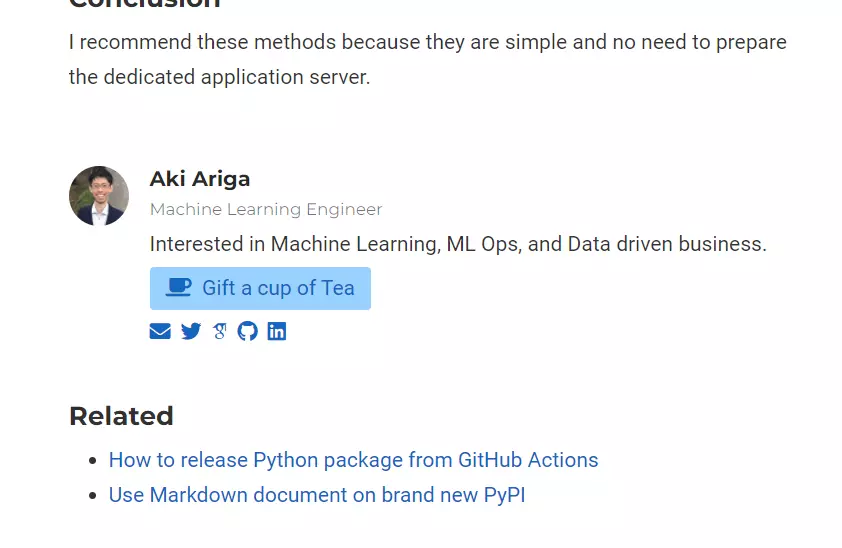 Conclusion
I recommend these methods because they are simple and no need to prepare
the dedicated application server.
Aki Ariga
Machine Learning Engineer
Interested in Machine Learning, ML Ops, and Data driven business.
Gift a cup of Tea
Related
How to release Python package from GitHub Actions
Use Markdown document on brand new PyPI